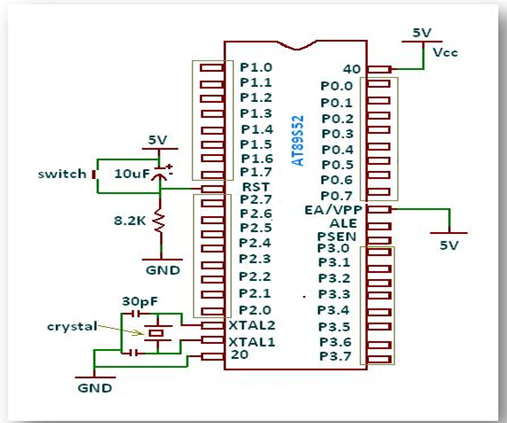 5V
Vcc
40
P1.0
P1.1
P1.2
P1.3
P1.4
P1.5
P1.6
P1.7
RST
P2.7
P2.6
P2.5
P2.4
P2.3
P2.2
P2.1
P2.0
XTAL2
XTAL1
20
AT89S52
P0.0
P0.1
P0.2
P0.3
P0.4
P0.5
P0.6
P0.7
EA/VPP
ALE
PSEN
P3.0
P3.1
P3.2
P3.3
P3.4
P3.5
P3.6
P3.7
5V
5V
switch
10uF
+
8.2K
GND
30pF
crystal
GND